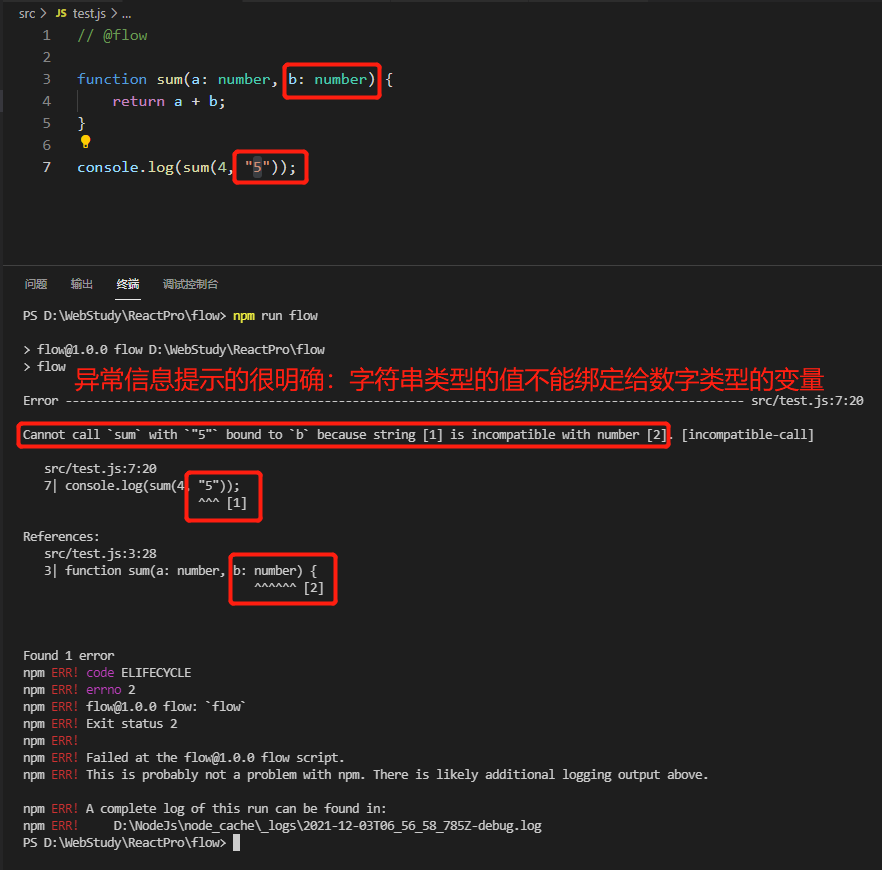 src > JS test.js > ...
1 // @flow
2
3 function sum(a: number, b: number) {
4 return a + b;
5 }
6
7 console.log(sum(4, "5"));
问题 输出 终端 调试控制台
PS D:\WebStudy\ReactPro\flow> npm run flow
> flow@1.0.0 flow D:\WebStudy\ReactPro\flow
> flow
异常信息提示的很明确：字符串类型的值不能绑定给数字类型的变量
Error ---------------------------------------------------------------------------------------------------- src/test.js:7:20
Cannot call `sum` with `"5"` bound to `b` because string [1] is incompatible with number [2]. [incompatible-call]
src/test.js:7:20
7| console.log(sum(4, "5"));
^^^ [1]
References:
src/test.js:3:28
3| function sum(a: number, b: number) {
^^^^^^ [2]
Found 1 error
npm ERR! code ELIFECYCLE
npm ERR! errno 2
npm ERR! flow@1.0.0 flow: `flow`
npm ERR! Exit status 2
npm ERR!
npm ERR! Failed at the flow@1.0.0 flow script.
npm ERR! This is probably not a problem with npm. There is likely additional logging output above.
npm ERR! A complete log of this run can be found in:
npm ERR! D:\NodeJs\node_cache\_logs\2021-12-03T06_56_58_785Z-debug.log
PS D:\WebStudy\ReactPro\flow>